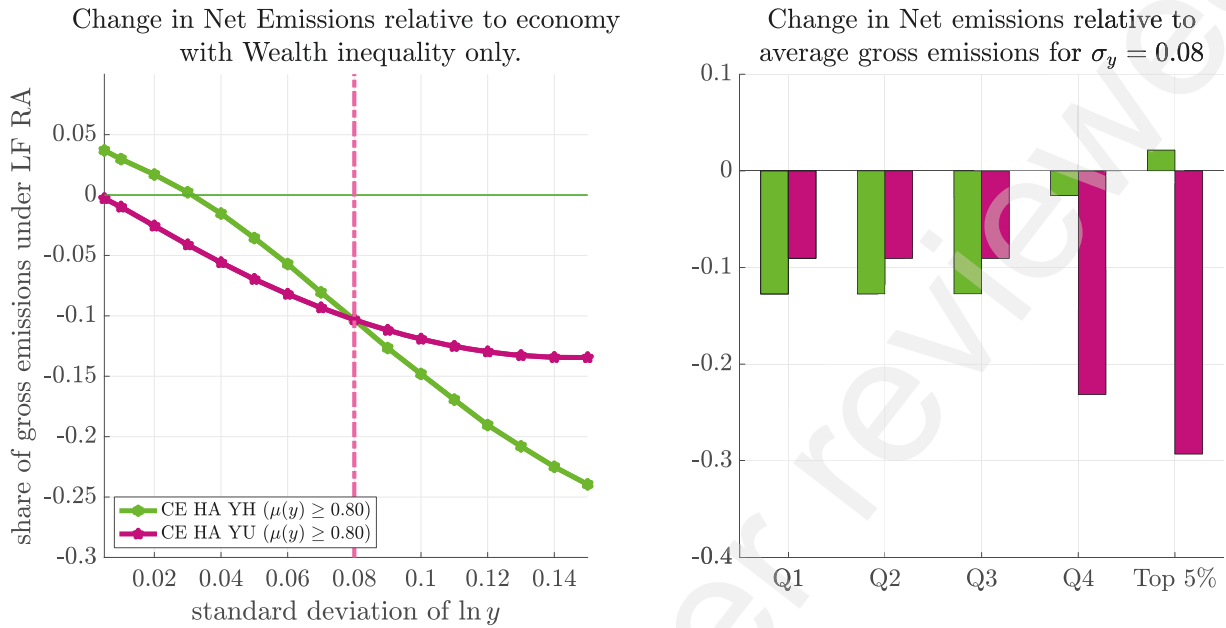 Change in Net Emissions relative to economy
with Wealth inequality only.
share of gross emissions under LF RA
0.05
0
-0.05
-0.1
-0.15
-0.2
-0.25
-0.3
CE HA YH (μ(y) ≥ 0.80)
CE HA YU (μ(y) ≥ 0.80)
0.02 0.04 0.06 0.08 0.1 0.12 0.14
standard deviation of ln y
Change in Net emissions relative to
average gross emissions for σ_y = 0.08
0.1
0
-0.1
-0.2
-0.3
-0.4
Q1 Q2 Q3 Q4 Top 5%
er reviewe